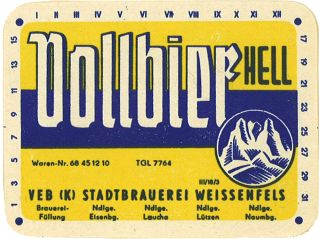 I II III IV V VI VII VIII IX X XI XII
Vollbier HELL
15 13 11 9 7 5 3 1
17 19 21 23 25 27 29 31
Waren-Nr. 68 45 12 10 TGL 7764
III/18/3
VEB (K) STADTBRAUEREI WEISSENFELS
Brauerei- Ndlge. Ndlge. Ndlge. Ndlge.
Füllung Eisenbg. Laucha Lützen Naumbg.